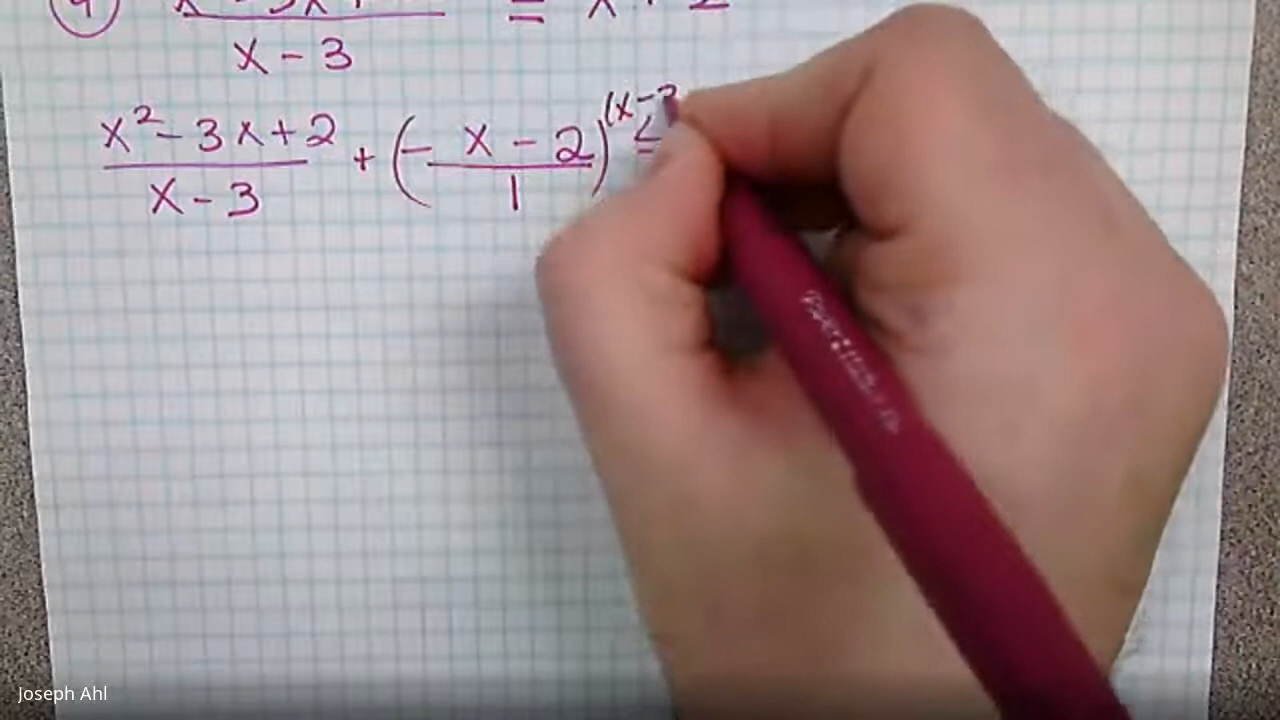 x - 3
x² - 3x + 2 + (- x - 2) (x - 3
x - 3 1
Joseph Ahl